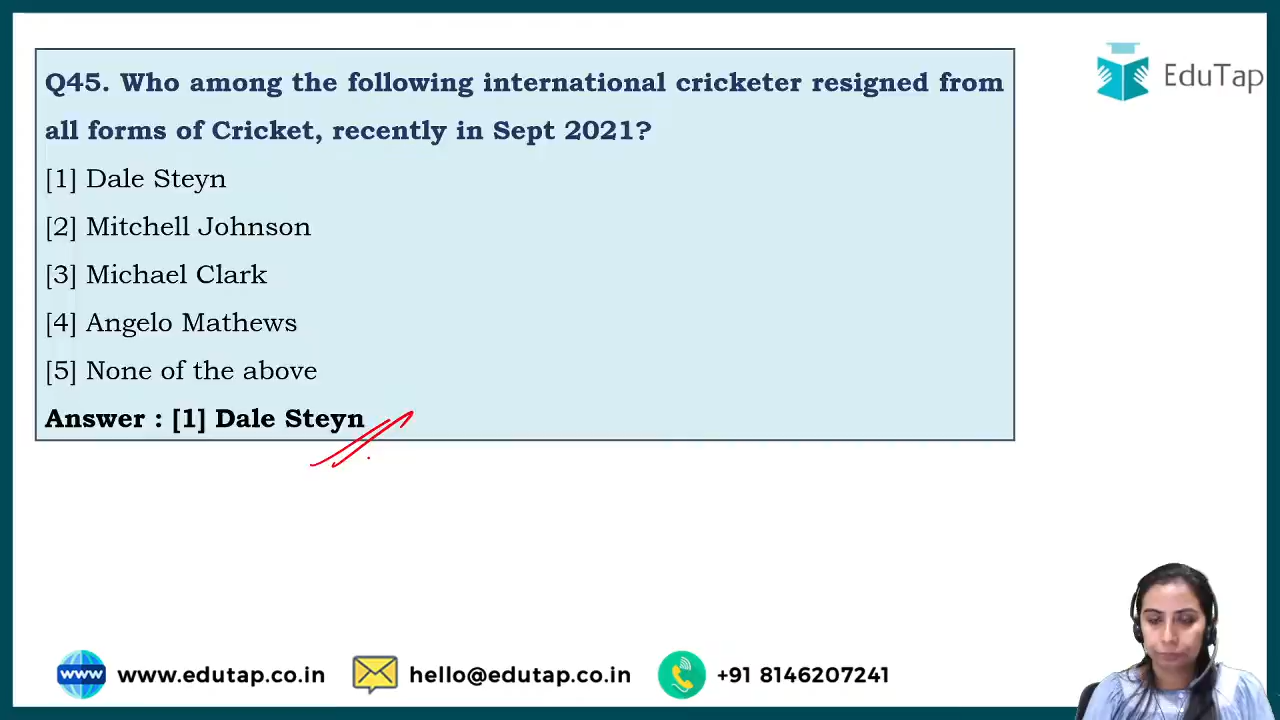 EduTap
Q45. Who among the following international cricketer resigned from
all forms of Cricket, recently in Sept 2021?
[1] Dale Steyn
[2] Mitchell Johnson
[3] Michael Clark
[4] Angelo Mathews
[5] None of the above
Answer : [1] Dale Steyn
www www.edutap.co.in hello@edutap.co.in +91 8146207241